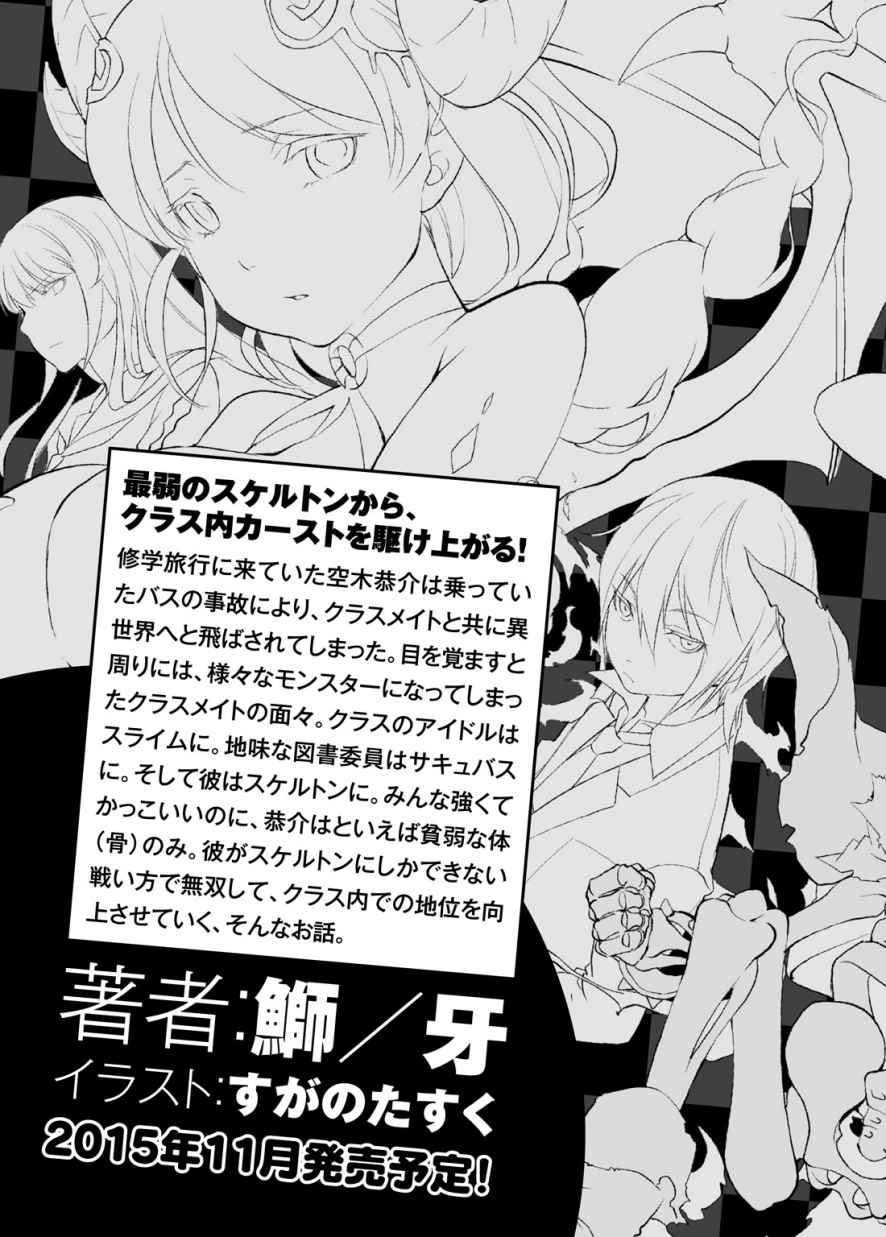 最弱のスケルトンから、
クラス内カーストを駆け上がる!
修学旅行に来ていた空木恭介は乗ってい
たバスの事故により、クラスメイトと共に異
世界へと飛ばされてしまった。目を覚ますと
周りには、様々なモンスターになってしまっ
たクラスメイトの面々。クラスのアイドルは
スライムに。地味な図書委員はサキュバス
に。そして彼はスケルトンに。みんな強くて
かっこいいのに、恭介はといえば貧弱な体
(骨)のみ。彼がスケルトンにしかできない
戦い方で無双して、クラス内での地位を向
上させていく、そんなお話。
著者:鰤/牙
イラスト:すがのたすく
2015年11月発売予定!